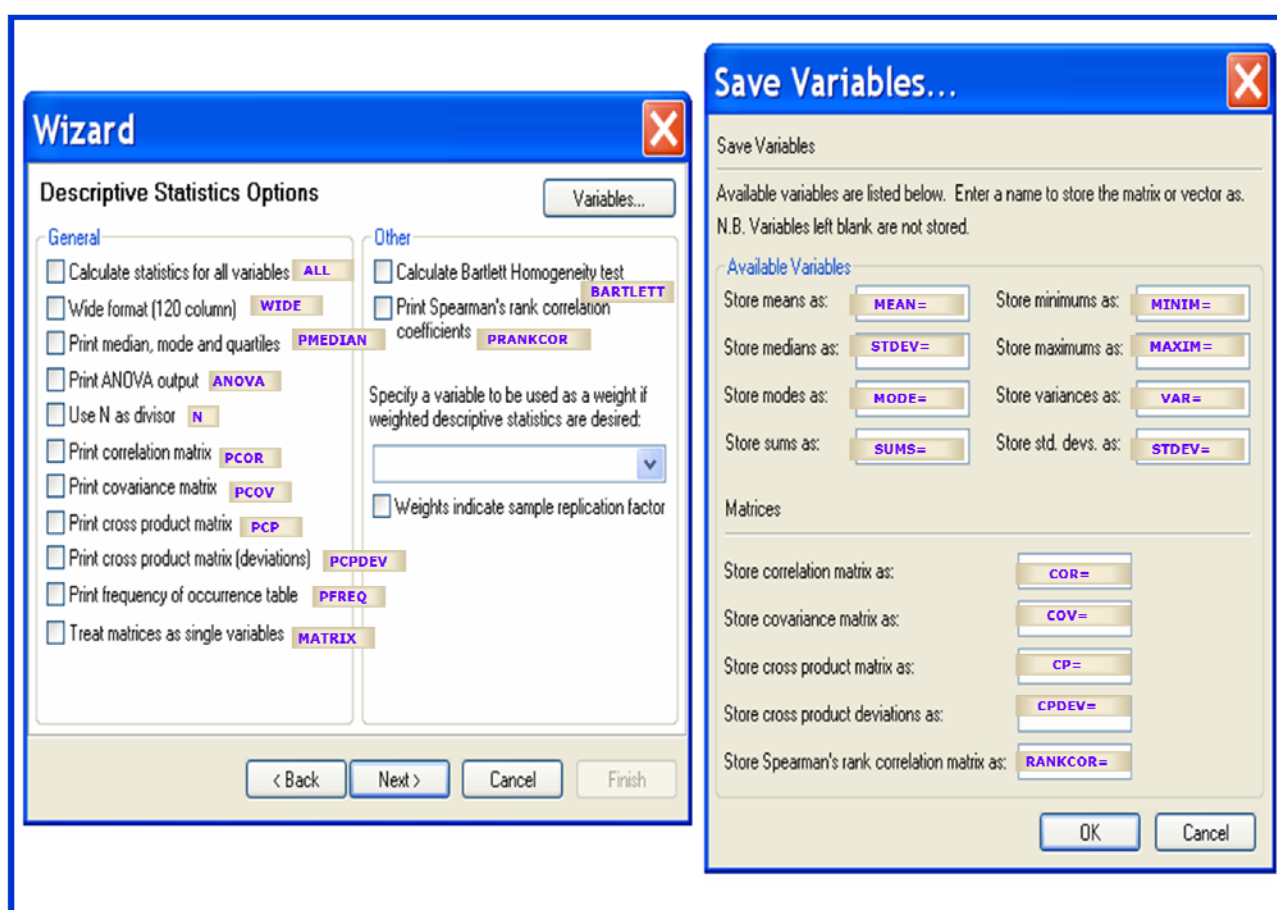 Wizard
Descriptive Statistics Options
Variables...
General
Calculate statistics for all variables ALL
Wide format (120 column) WIDE
Print median, mode and quartiles PMEDIAN
Print ANOVA output ANOVA
Use N as divisor N
Print correlation matrix PCOR
Print covariance matrix PCOV
Print cross product matrix PCP
Print cross product matrix (deviations) PCPDEV
Print frequency of occurrence table PFREQ
Treat matrices as single variables MATRIX
Other
Calculate Bartlett Homogeneity test
BARTLETT
Print Spearman's rank correlation
coefficients PRANKCOR
Specify a variable to be used as a weight if
weighted descriptive statistics are desired:
Weights indicate sample replication factor
< Back Next > Cancel Finish
Save Variables...
Save Variables
Available variables are listed below. Enter a name to store the matrix or vector as.
N.B. Variables left blank are not stored.
Available Variables
Store means as: MEAN= Store minimums as: MINIM=
Store medians as: STDEV= Store maximums as: MAXIM=
Store modes as: MODE= Store variances as: VAR=
Store sums as: SUMS= Store std. devs. as: STDEV=
Matrices
Store correlation matrix as: COR=
Store covariance matrix as: COV=
Store cross product matrix as: CP=
Store cross product deviations as: CPDEV=
Store Spearman's rank correlation matrix as: RANKCOR=
OK Cancel